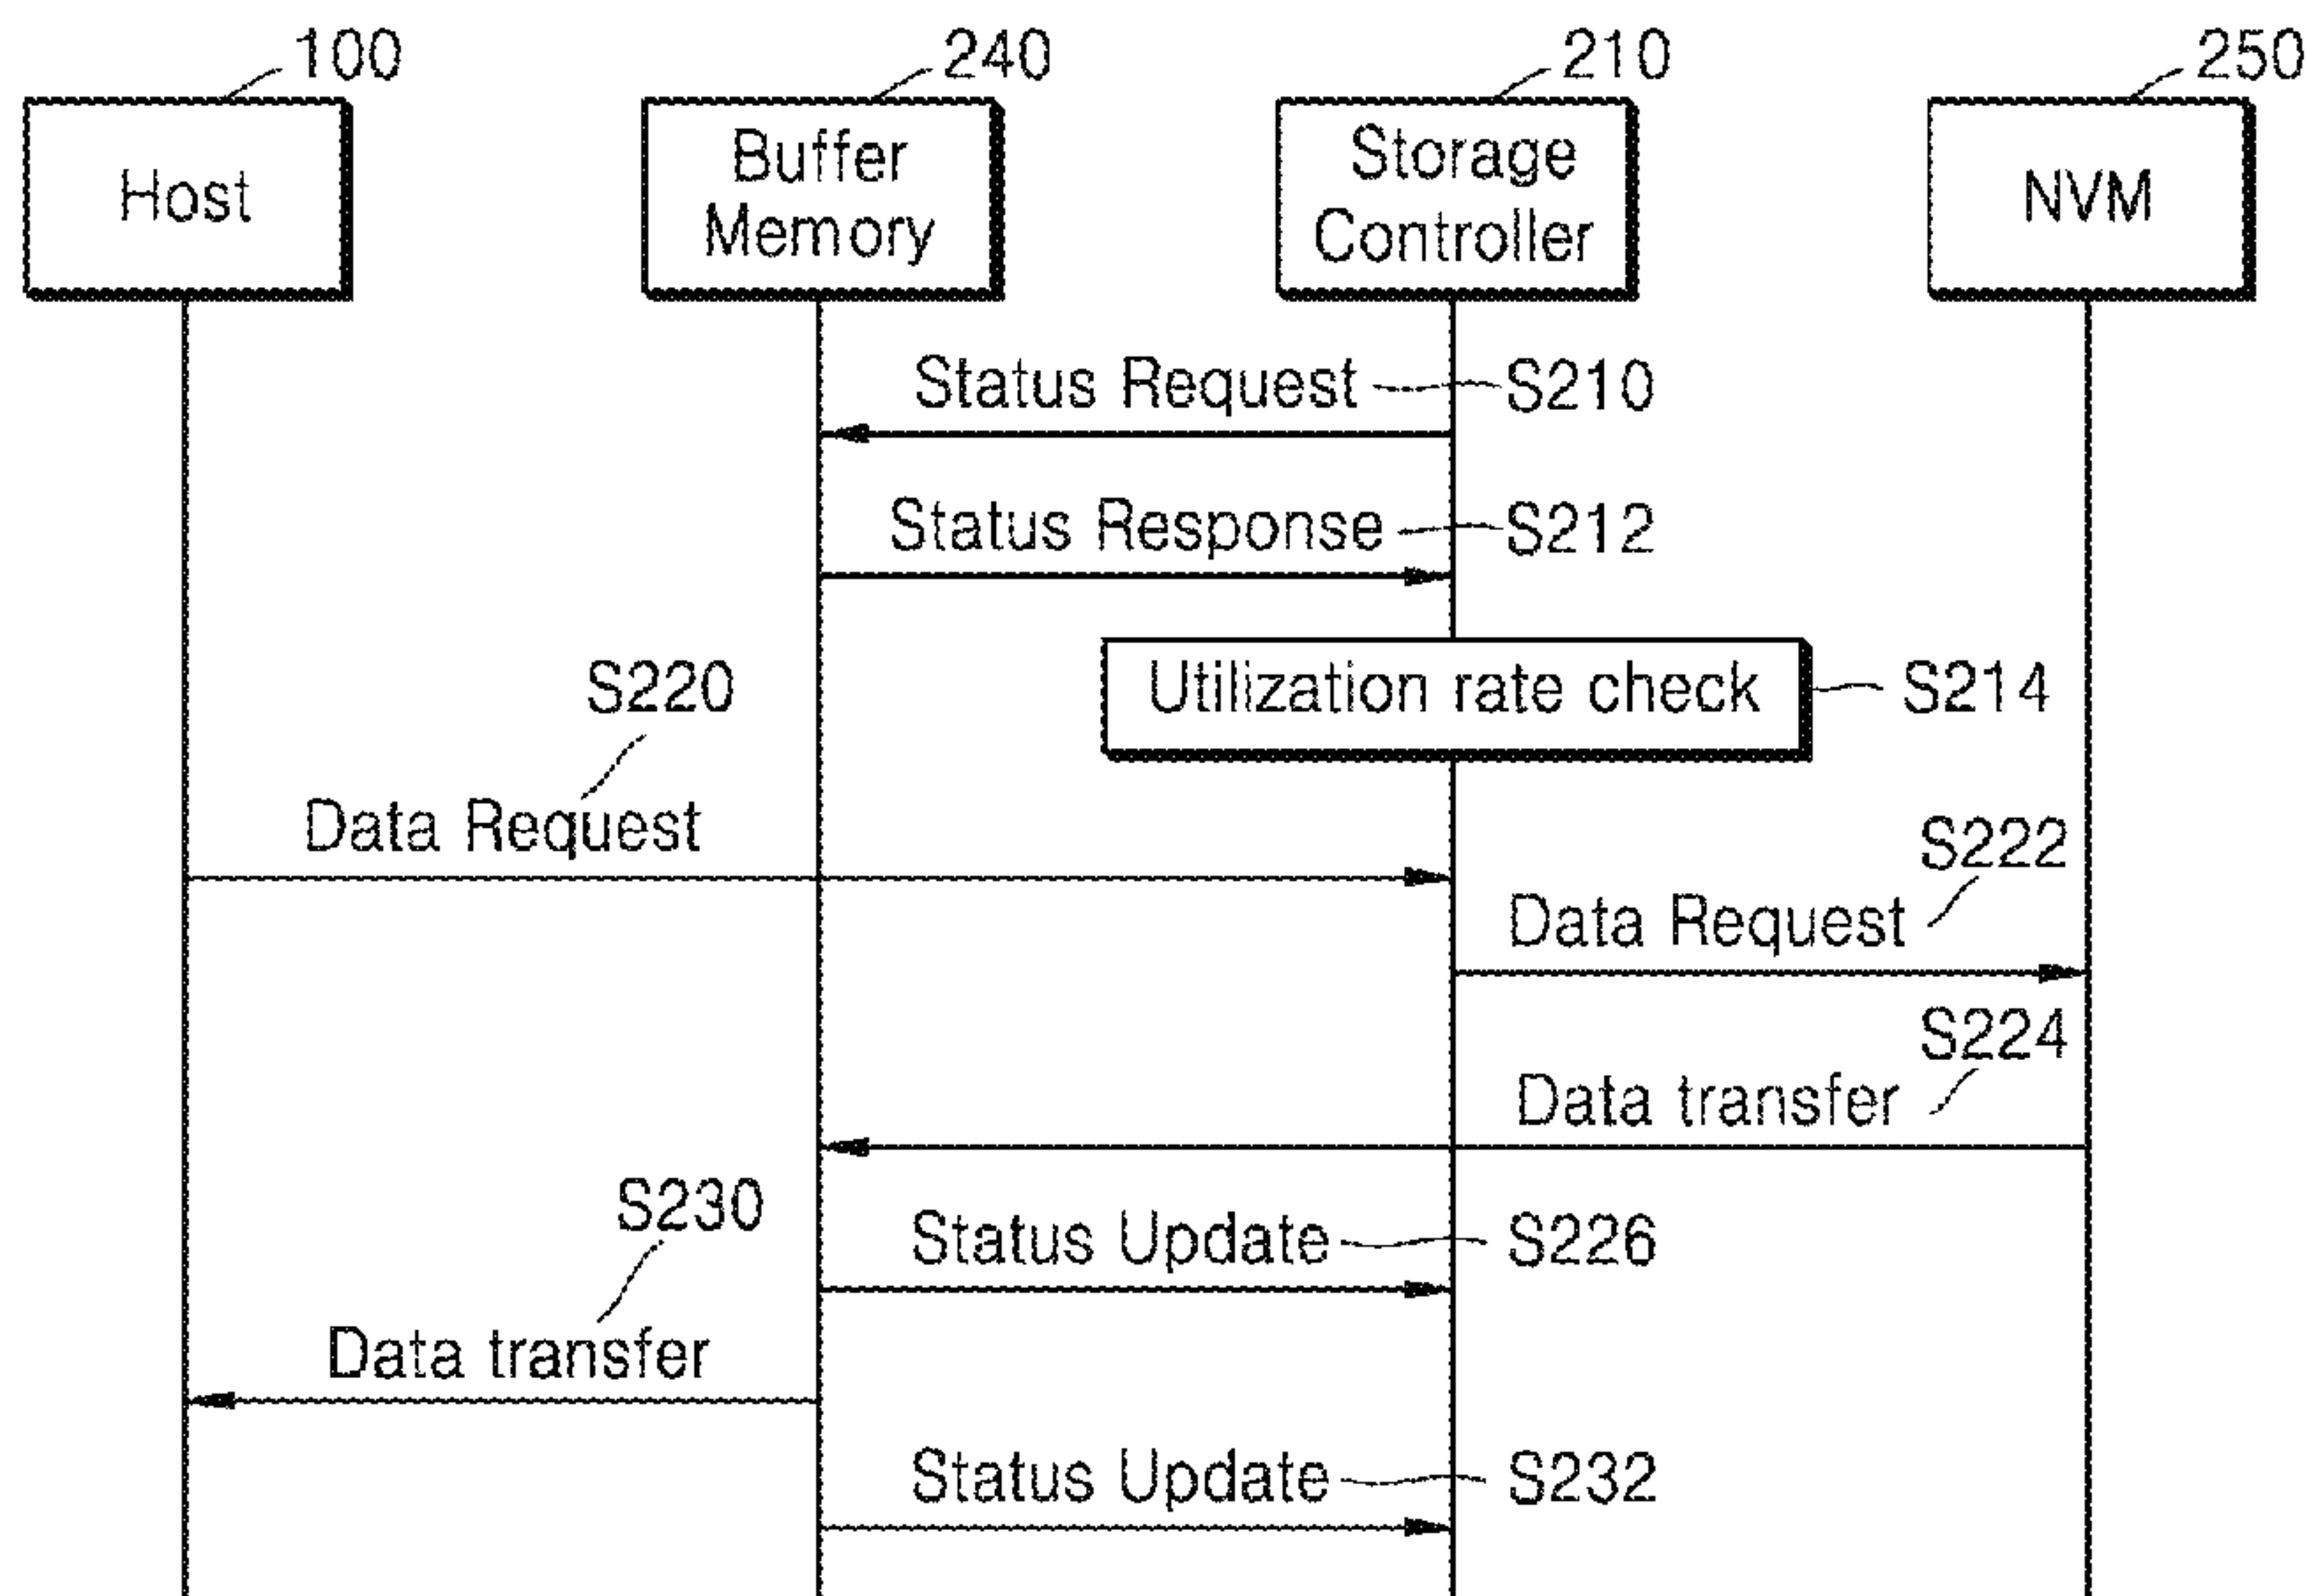 100
240
210
250
Host
Buffer
Memory
Storage
Controller
NVM
Status Request
S210
Status Response
S212
Utilization rate check
S214
S220
Data Request
S222
Data Request
S224
Data transfer
S226
Status Update
S230
Data transfer
Status Update
S232